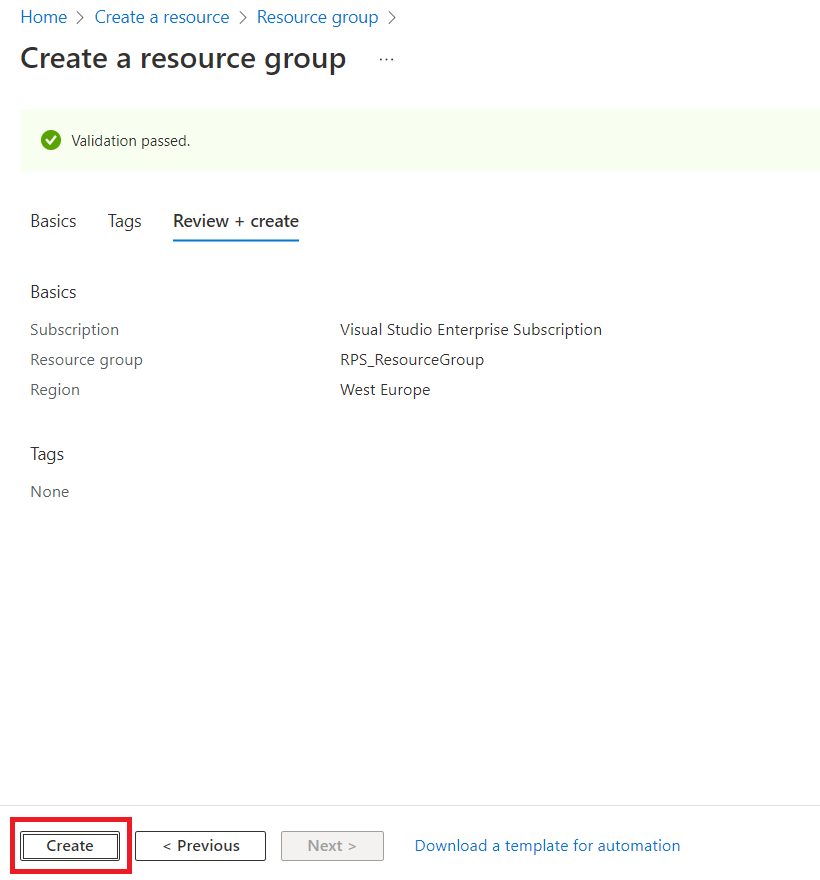 Home > Create a resource > Resource group >
Create a resource group ...
Validation passed.
Basics Tags Review + create
Basics
Subscription Visual Studio Enterprise Subscription
Resource group RPS_ResourceGroup
Region West Europe
Tags
None
Create < Previous Next > Download a template for automation